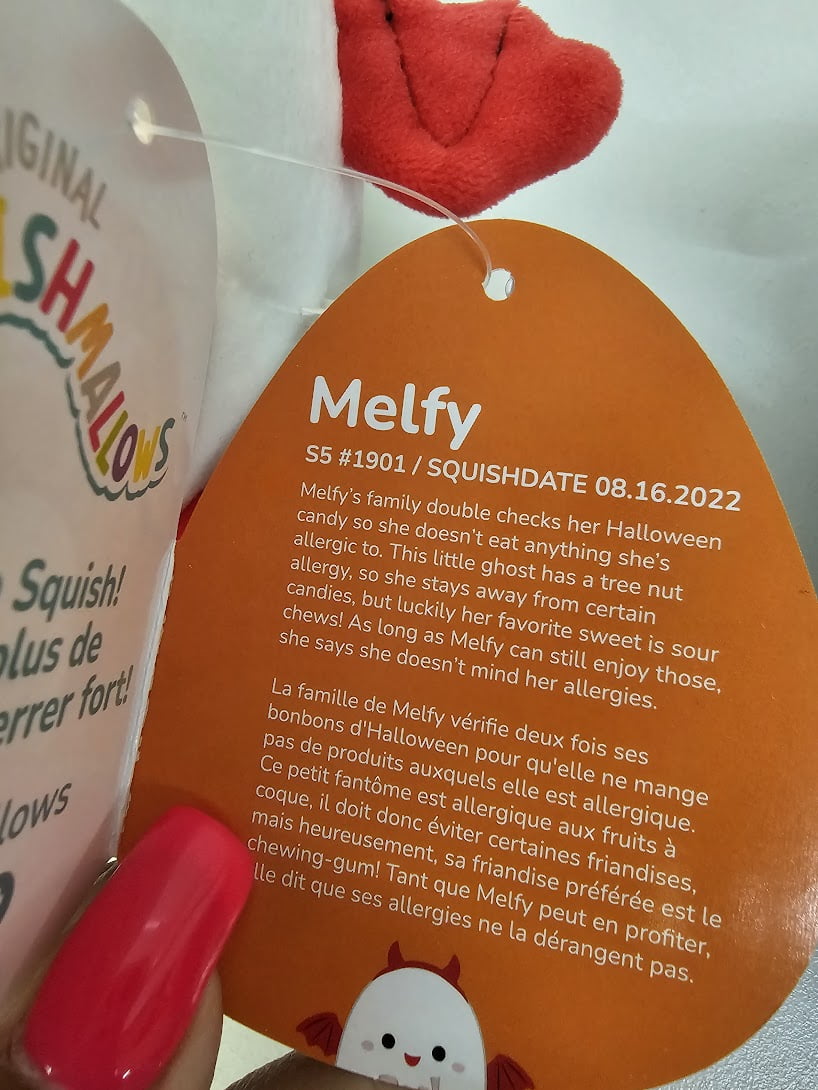 ORIGINAL
SHMALLOWS™
Squish!
plus de
errer fort!
lows
Melfy
S5 #1901 / SQUISHDATE 08.16.2022
Melfy's family double checks her Halloween
candy so she doesn't eat anything she's
allergic to. This little ghost has a tree nut
allergy, so she stays away from certain
candies, but luckily her favorite sweet is sour
chews! As long as Melfy can still enjoy those,
she says she doesn't mind her allergies.
La famille de Melfy vérifie deux fois ses
bonbons d'Halloween pour qu'elle ne mange
pas de produits auxquels elle est allergique.
Ce petit fantôme est allergique aux fruits à
coque, il doit donc éviter certaines friandises,
mais heureusement, sa friandise préférée est le
chewing-gum! Tant que Melfy peut en profiter,
lle dit que ses allergies ne la dérangent pas.